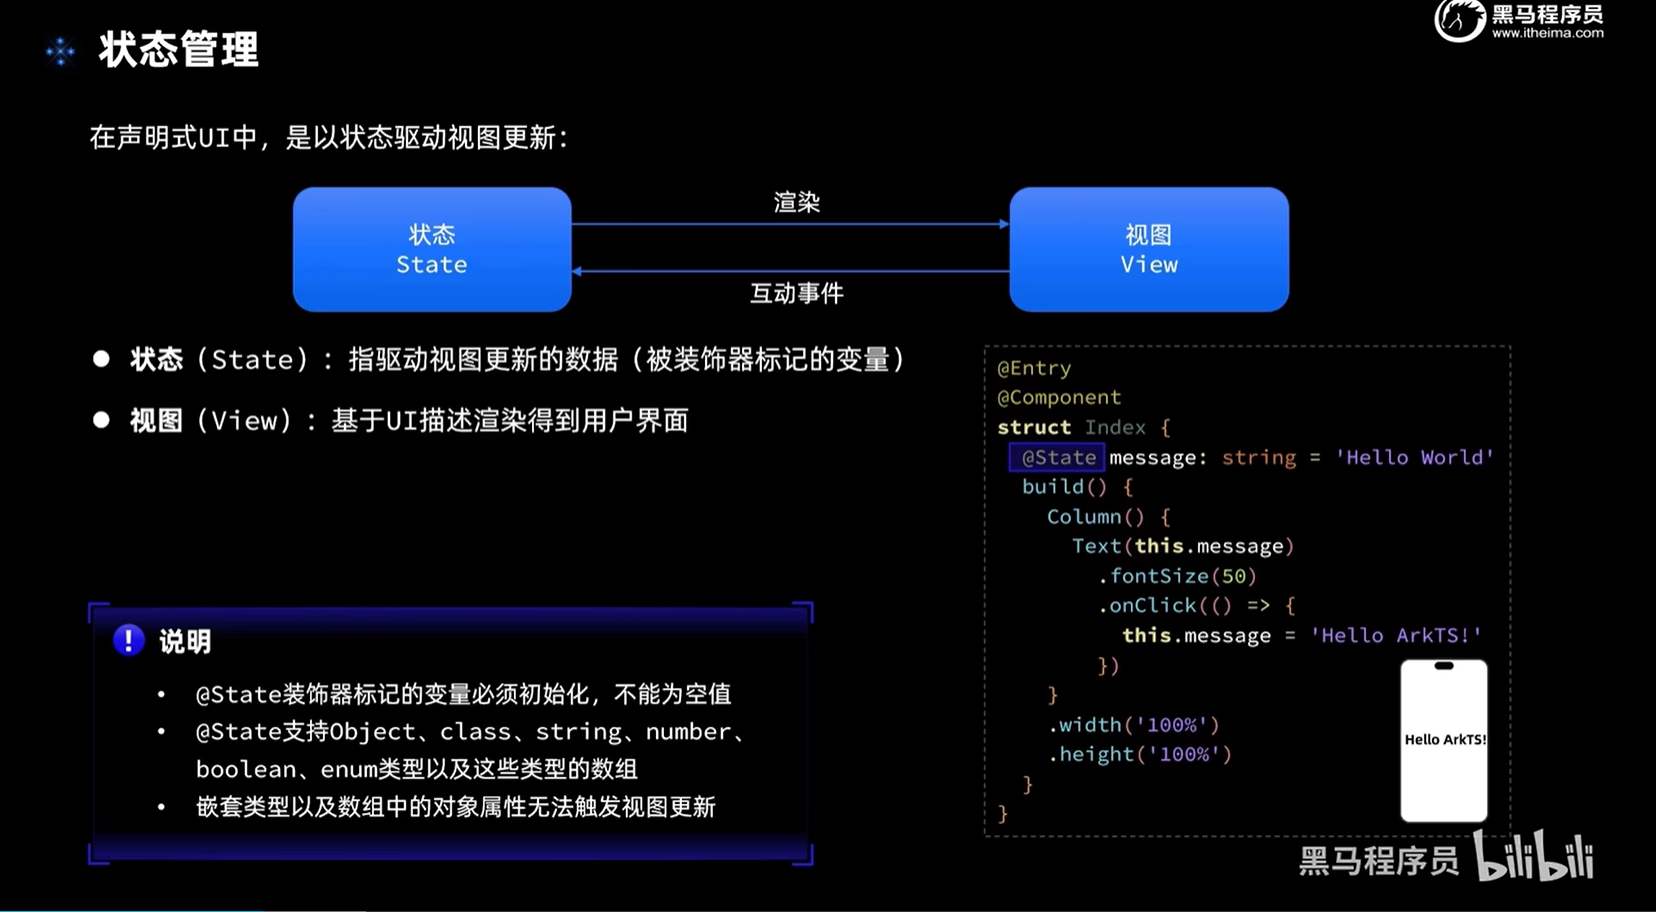 黑马程序员
www.itheima.com
状态管理
在声明式UI中，是以状态驱动视图更新：
状态
State
渲染
互动事件
视图
View
● 状态（State）：指驱动视图更新的数据（被装饰器标记的变量）
● 视图（View）：基于UI描述渲染得到用户界面
! 说明
• @State装饰器标记的变量必须初始化，不能为空值
• @State支持Object、class、string、number、
boolean、enum类型以及这些类型的数组
• 嵌套类型以及数组中的对象属性无法触发视图更新
@Entry
@Component
struct Index {
  @State message: string = 'Hello World'
  build() {
    Column() {
      Text(this.message)
        .fontSize(50)
        .onClick(() => {
          this.message = 'Hello ArkTS!'
        })
    }
    .width('100%')
    .height('100%')
  }
}
Hello ArkTS!
黑马程序员 bilibili